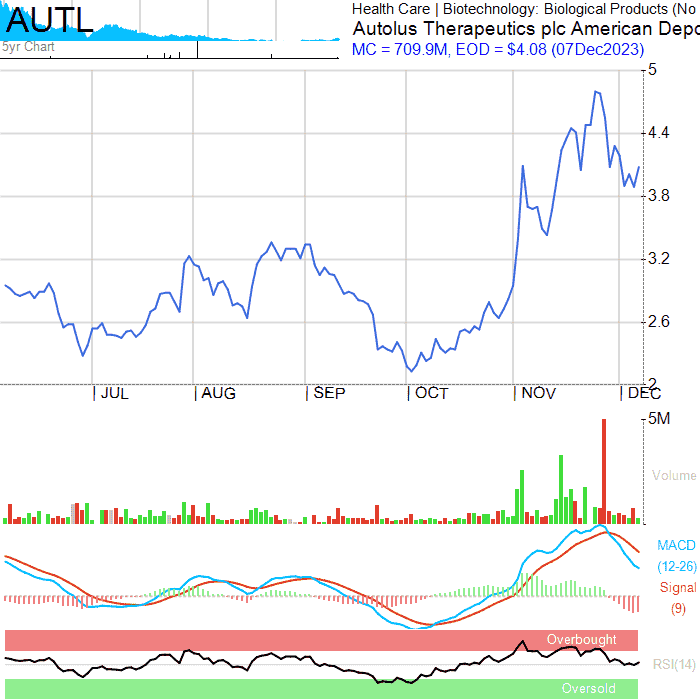 AUTL
5yr Chart
Health Care | Biotechnology: Biological Products (No
Autolus Therapeutics plc American Depo
MC = 709.9M, EOD = $4.08 (07Dec2023)
5
4.4
3.8
3.2
2.6
2
JUL
AUG
SEP
OCT
NOV
DEC
5M
Volume
MACD
(12-26)
Signal
(9)
Overbought
RSI(14)
Oversold